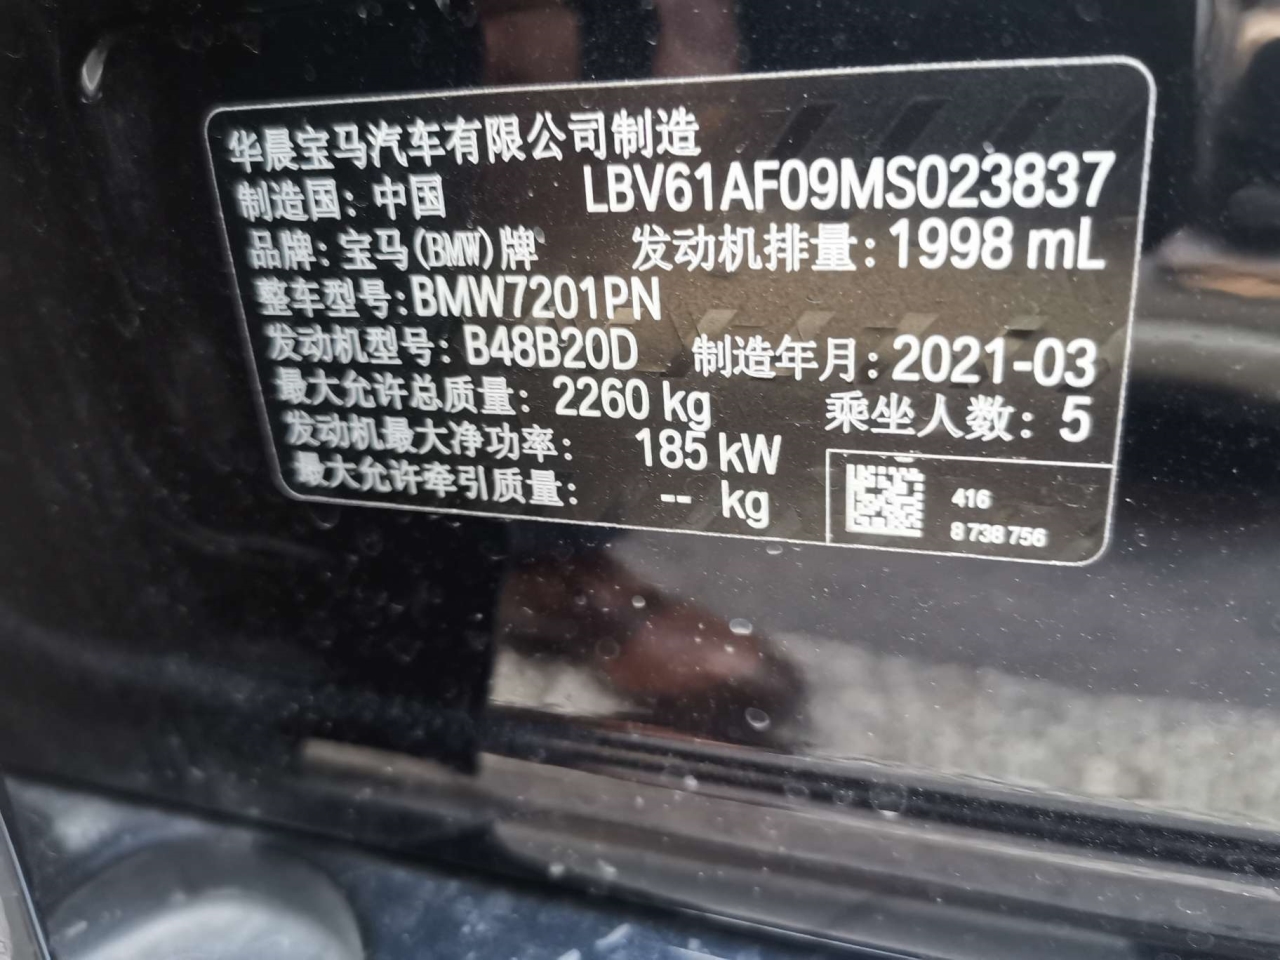 华晨宝马汽车有限公司制造
制造国：中国 LBV61AF09MS023837
品牌：宝马(BMW)牌 发动机排量：1998 mL
整车型号：BMW7201PN
发动机型号：B48B20D 制造年月：2021-03
最大允许总质量：2260 kg 乘坐人数：5
发动机最大净功率：185 kW
最大允许牵引质量：-- kg
416
8 738 756